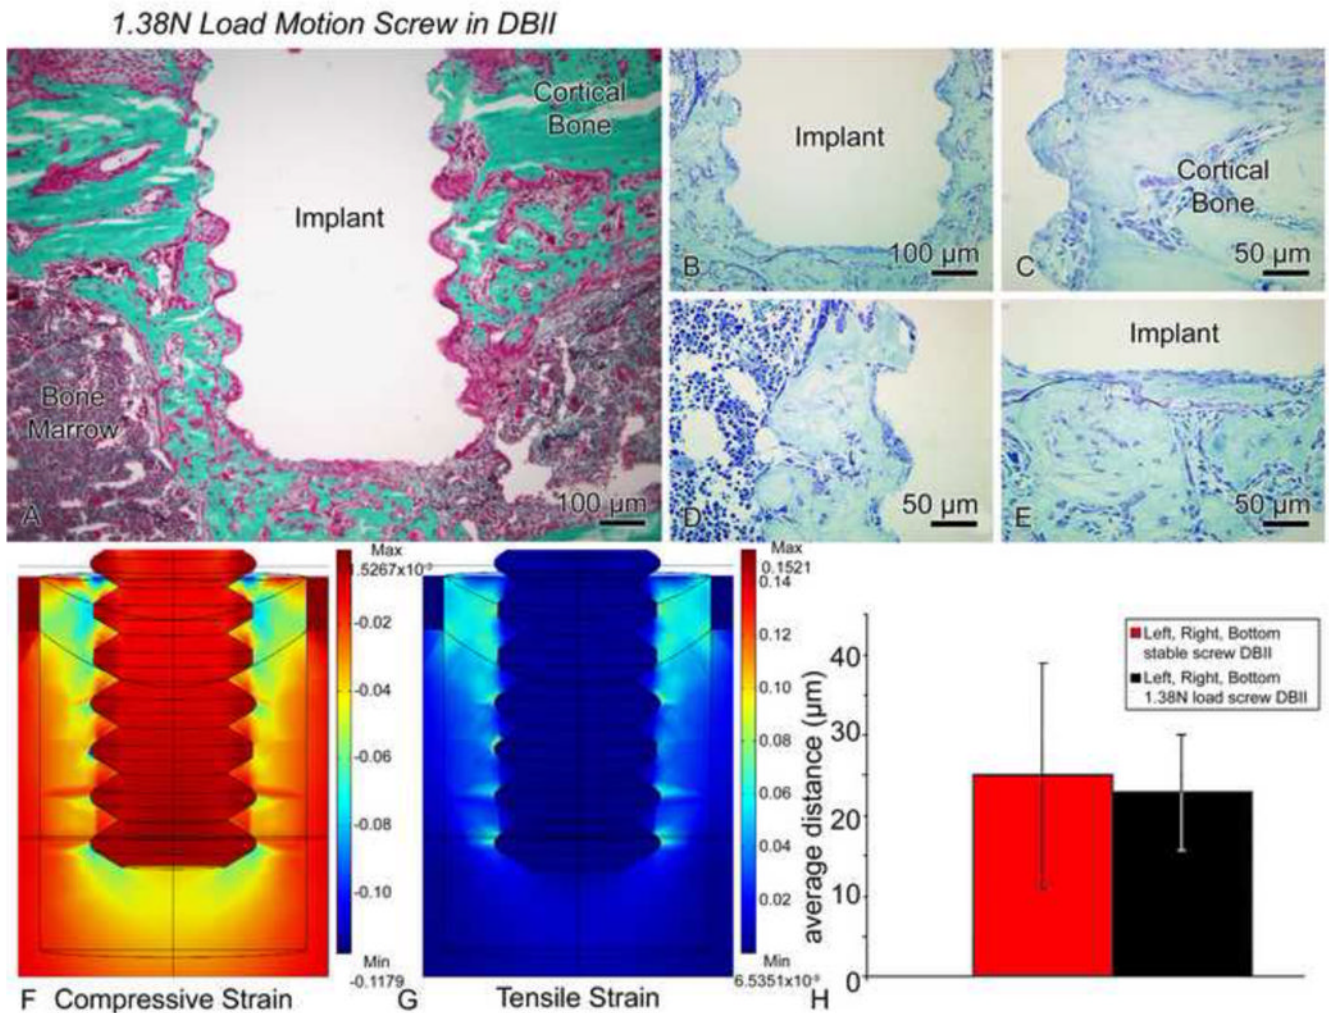 1.38N Load Motion Screw in DBII
Cortical
Bone
Implant
Bone
Marrow
A
100 µm
Implant
B
100 µm
Cortical
Bone
C
50 µm
D
50 µm
Implant
E
50 µm
Max
-0.02
-0.04
-0.06
-0.08
-0.10
Min
-0.1179
F Compressive Strain
Max
0.1521
0.14
0.12
0.10
0.08
0.06
0.04
0.02
Min
G Tensile Strain
average distance (µm)
40
30
20
10
0
Left, Right, Bottom
stable screw DBII
Left, Right, Bottom
1.38N load screw DBII
H